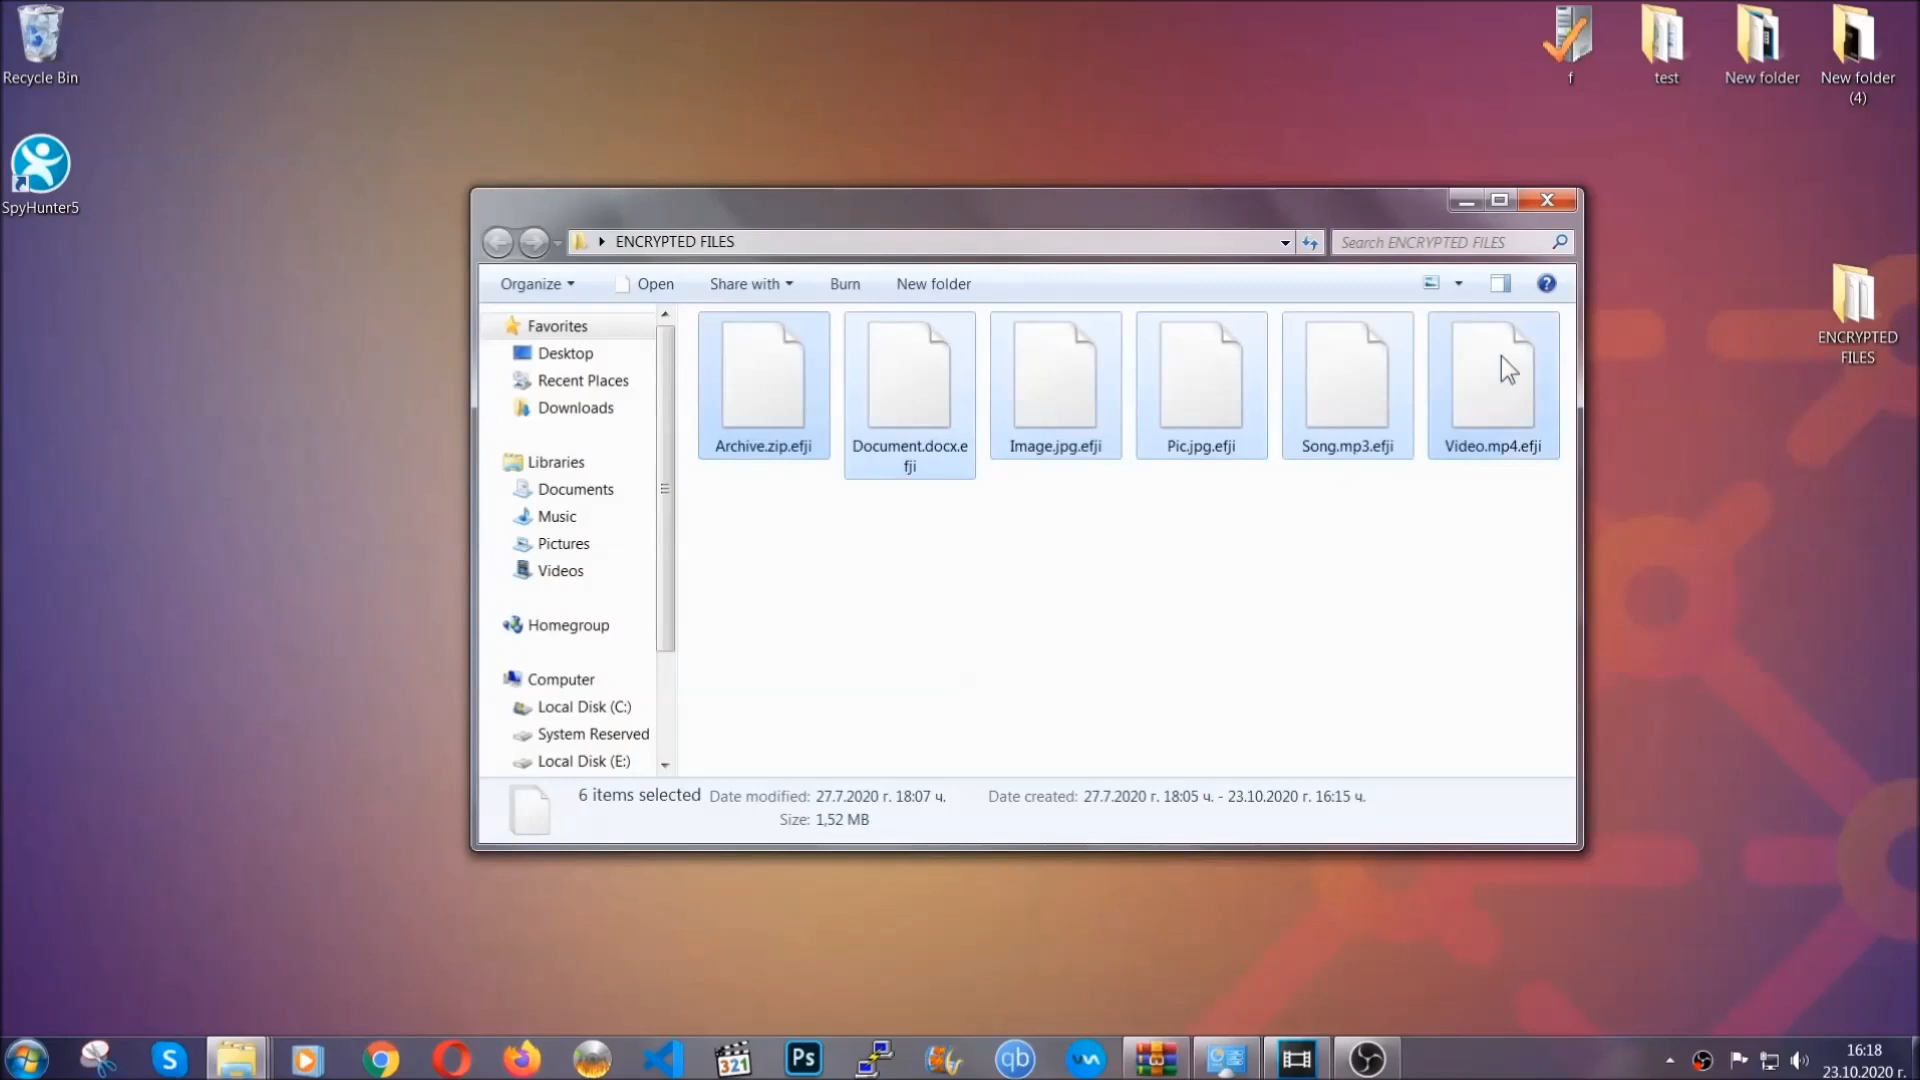 Recycle Bin
SpyHunter5
f
test
New folder
New folder
(4)
ENCRYPTED
FILES
ENCRYPTED FILES
Search ENCRYPTED FILES
Organize
Open
Share with
Burn
New folder
?
Favorites
Desktop
Recent Places
Downloads
Libraries
Documents
Music
Pictures
Videos
Homegroup
Computer
Local Disk (C:)
System Reserved
Local Disk (E:)
Archive.zip.efji
Document.docx.e
fji
Image.jpg.efji
Pic.jpg.efji
Song.mp3.efji
Video.mp4.efji
6 items selected Date modified: 27.7.2020 г. 18:07 ч. Date created: 27.7.2020 г. 18:05 ч. - 23.10.2020 г. 16:15 ч.
Size: 1,52 MB
S
321
Ps
qb
16:18
23.10.2020 г.